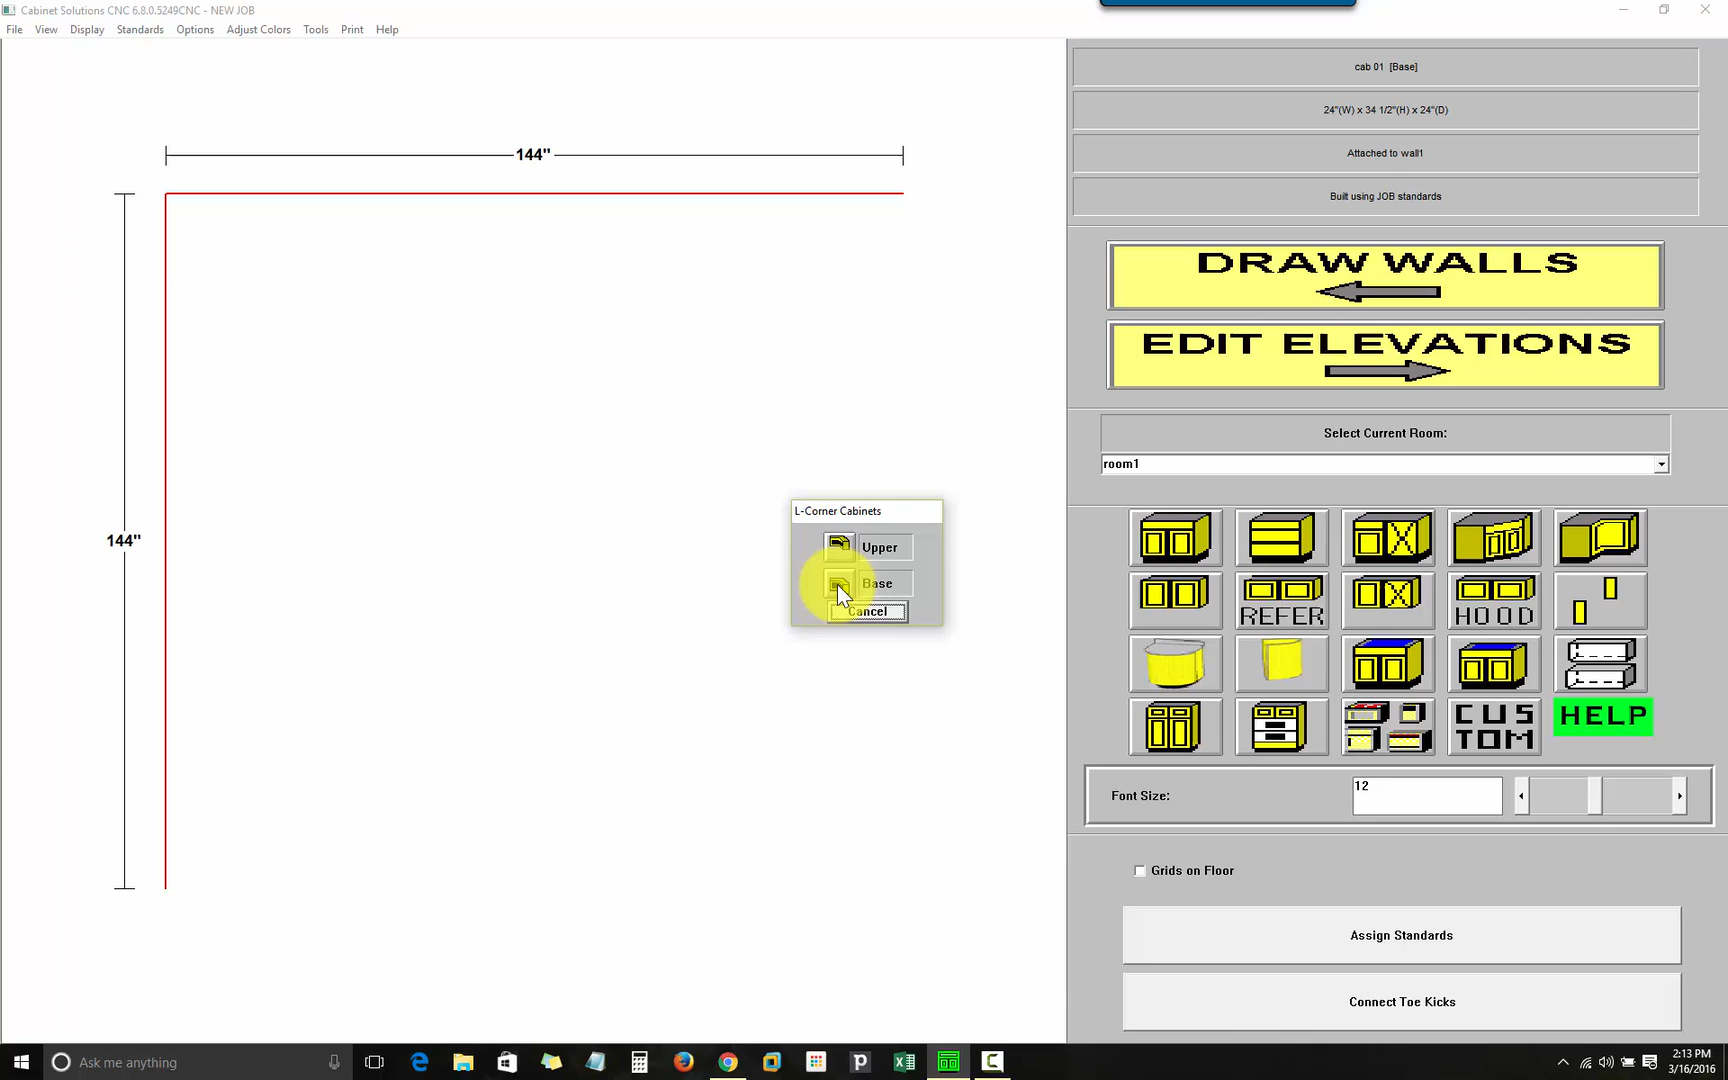 Cabinet Solutions CNC 6.8.0.5249CNC - NEW JOB
File View Display Standards Options Adjust Colors Tools Print Help
cab 01 [Base]
24"(W) x 34 1/2"(H) x 24"(D)
Attached to wall1
Built using JOB standards
144"
144"
DRAW WALLS
EDIT ELEVATIONS
Select Current Room:
room1
L-Corner Cabinets
Upper
Base
Cancel
REFER
HOOD
CUS
TOM
HELP
Font Size:
12
Grids on Floor
Assign Standards
Connect Toe Kicks
Ask me anything
2:13 PM
3/16/2016